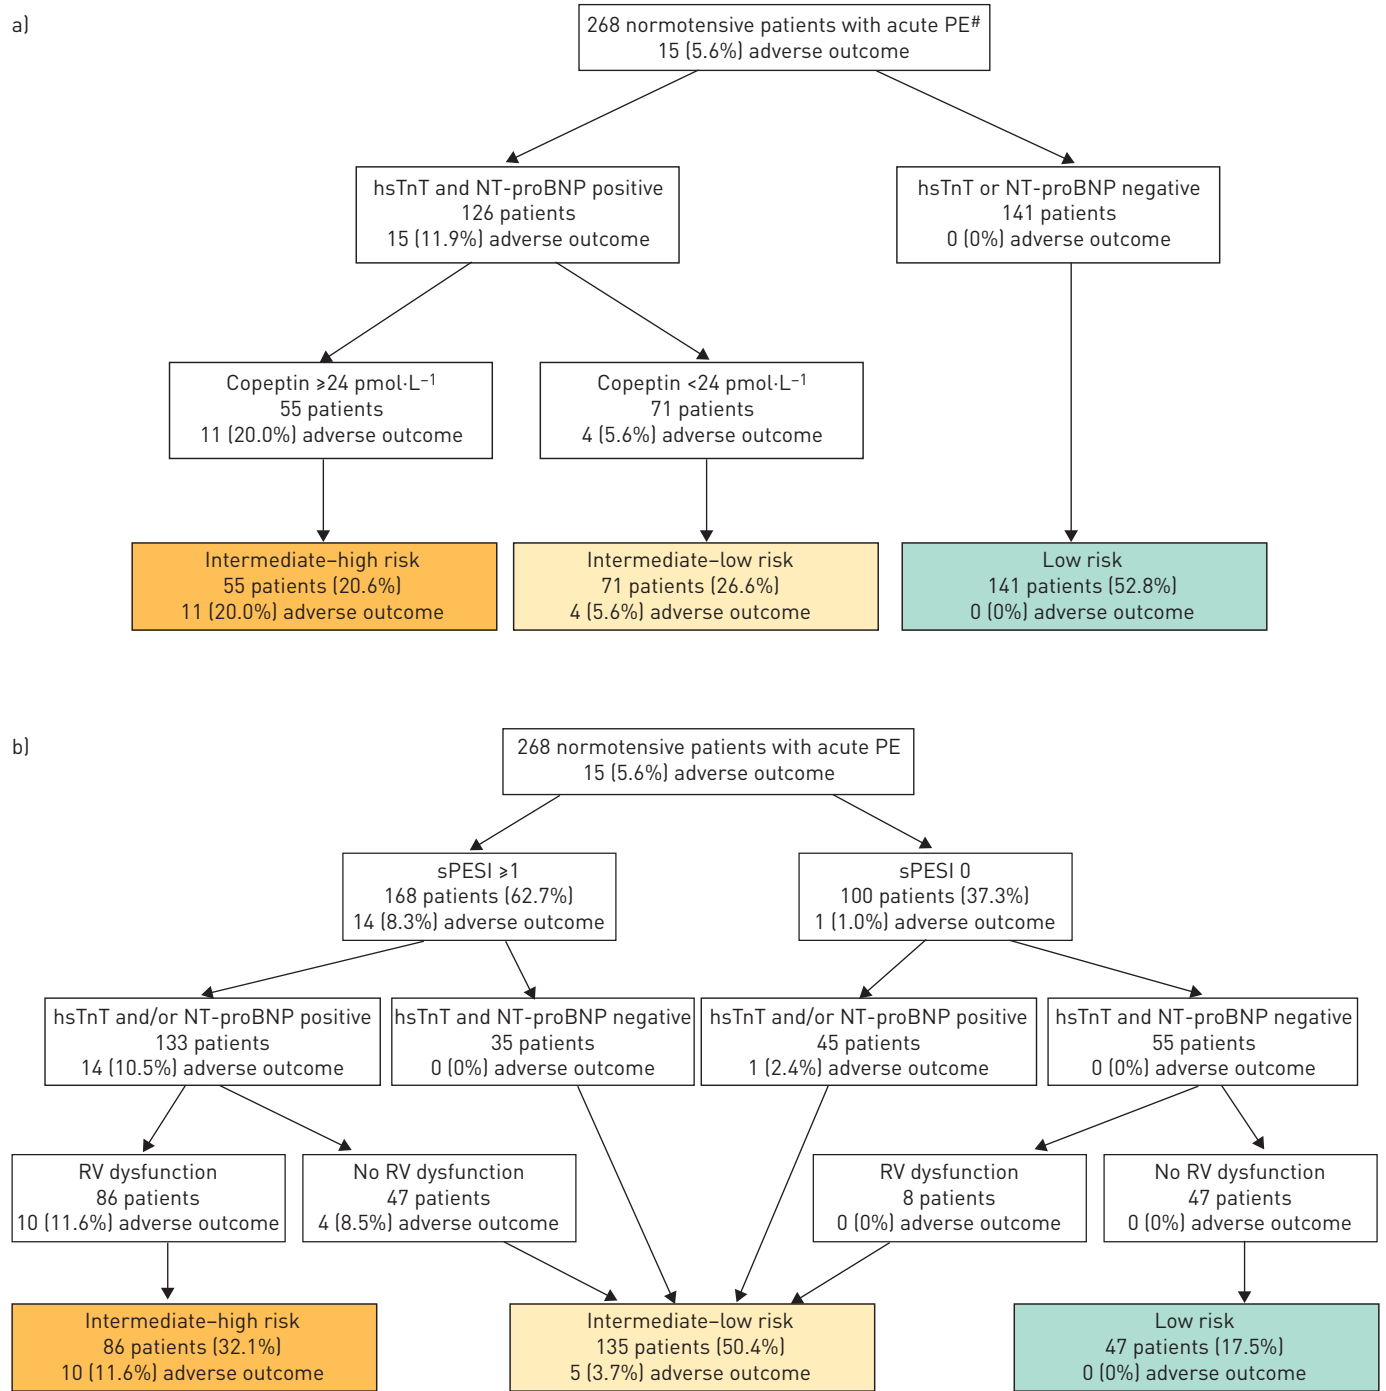 a)
268 normotensive patients with acute PE#
15 (5.6%) adverse outcome
hsTnT and NT-proBNP positive
126 patients
15 (11.9%) adverse outcome
hsTnT or NT-proBNP negative
141 patients
0 (0%) adverse outcome
Copeptin ≥24 pmol·L⁻¹
55 patients
11 (20.0%) adverse outcome
Copeptin <24 pmol·L⁻¹
71 patients
4 (5.6%) adverse outcome
Intermediate–high risk
55 patients (20.6%)
11 (20.0%) adverse outcome
Intermediate–low risk
71 patients (26.6%)
4 (5.6%) adverse outcome
Low risk
141 patients (52.8%)
0 (0%) adverse outcome
b)
268 normotensive patients with acute PE
15 (5.6%) adverse outcome
sPESI ≥1
168 patients (62.7%)
14 (8.3%) adverse outcome
sPESI 0
100 patients (37.3%)
1 (1.0%) adverse outcome
hsTnT and/or NT-proBNP positive
133 patients
14 (10.5%) adverse outcome
hsTnT and NT-proBNP negative
35 patients
0 (0%) adverse outcome
hsTnT and/or NT-proBNP positive
45 patients
1 (2.4%) adverse outcome
hsTnT and NT-proBNP negative
55 patients
0 (0%) adverse outcome
RV dysfunction
86 patients
10 (11.6%) adverse outcome
No RV dysfunction
47 patients
4 (8.5%) adverse outcome
RV dysfunction
8 patients
0 (0%) adverse outcome
No RV dysfunction
47 patients
0 (0%) adverse outcome
Intermediate–high risk
86 patients (32.1%)
10 (11.6%) adverse outcome
Intermediate–low risk
135 patients (50.4%)
5 (3.7%) adverse outcome
Low risk
47 patients (17.5%)
0 (0%) adverse outcome